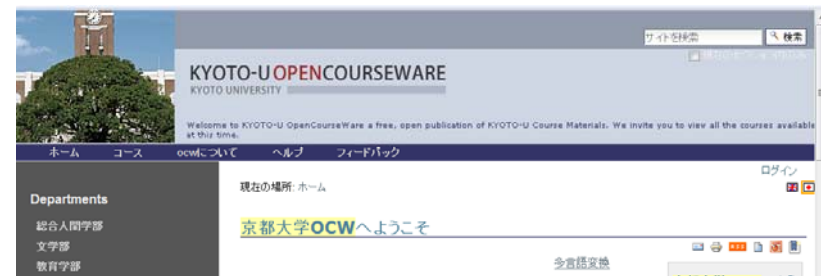 サイトを検索
検索
KYOTO-U OPENCOURSEWARE
KYOTO UNIVERSITY
Welcome to KYOTO-U OpenCourseWare a free, open publication of KYOTO-U Course Materials. We invite you to view all the courses available
at this time.
ホーム コース ocwについて ヘルプ フィードバック
ログイン
現在の場所: ホーム
Departments
京都大学OCWへようこそ
総合人間学部
文学部
多言語変換
教育学部